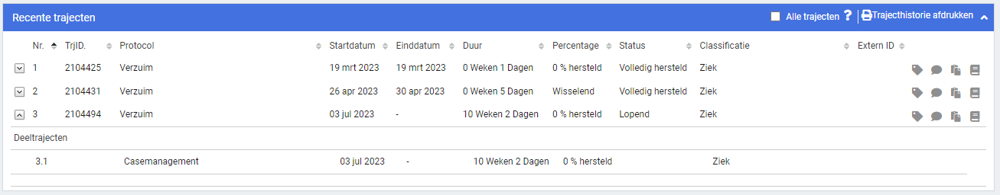 Recente trajecten Alle trajecten ? Trajecthistorie afdrukken
Nr. TrjID. Protocol Startdatum Einddatum Duur Percentage Status Classificatie Extern ID
1 2104425 Verzuim 19 mrt 2023 19 mrt 2023 0 Weken 1 Dagen 0 % hersteld Volledig hersteld Ziek
2 2104431 Verzuim 26 apr 2023 30 apr 2023 0 Weken 5 Dagen Wisselend Volledig hersteld Ziek
3 2104494 Verzuim 03 jul 2023 - 10 Weken 2 Dagen 0 % hersteld Lopend Ziek
Deeltrajecten
3.1 Casemanagement 03 jul 2023 - 10 Weken 2 Dagen 0 % hersteld Ziek